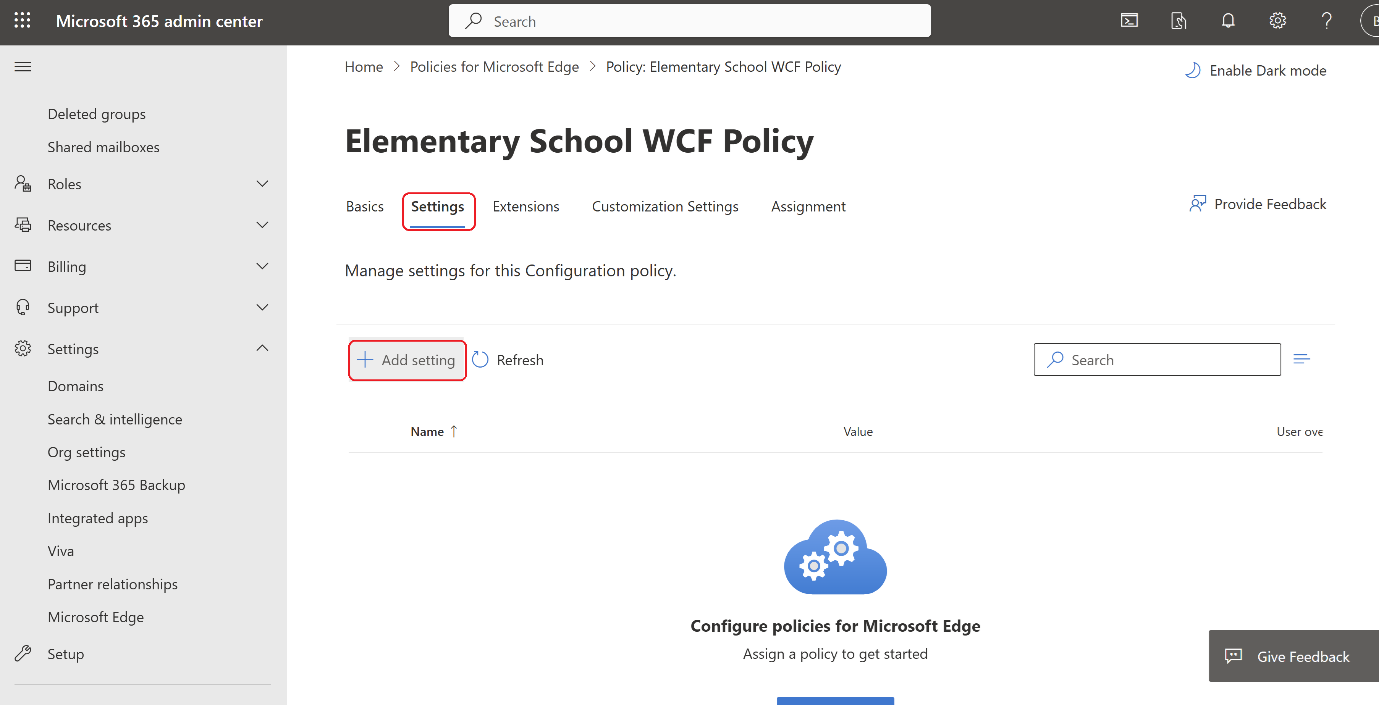 Microsoft 365 admin center
Search
B
Home > Policies for Microsoft Edge > Policy: Elementary School WCF Policy
Enable Dark mode
Deleted groups
Shared mailboxes
Roles
Resources
Billing
Support
Settings
Domains
Search & intelligence
Org settings
Microsoft 365 Backup
Integrated apps
Viva
Partner relationships
Microsoft Edge
Setup
Elementary School WCF Policy
Basics Settings Extensions Customization Settings Assignment
Provide Feedback
Manage settings for this Configuration policy.
+ Add setting Refresh
Search
Name ↑ Value User ove
Configure policies for Microsoft Edge
Assign a policy to get started
Give Feedback